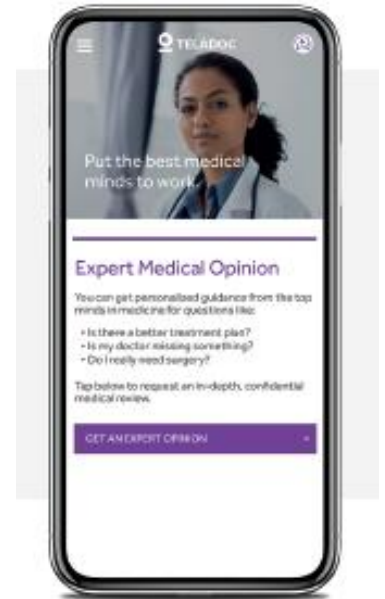 TELADOC
Put the best medical
minds to work.
Expert Medical Opinion
You can get personalized guidance from the top
minds in medicine for questions like:
• Is there a better treatment plan?
• Is my doctor missing something?
• Do I really need surgery?
Tap below to request an in-depth, confidential
medical review.
GET AN EXPERT OPINION